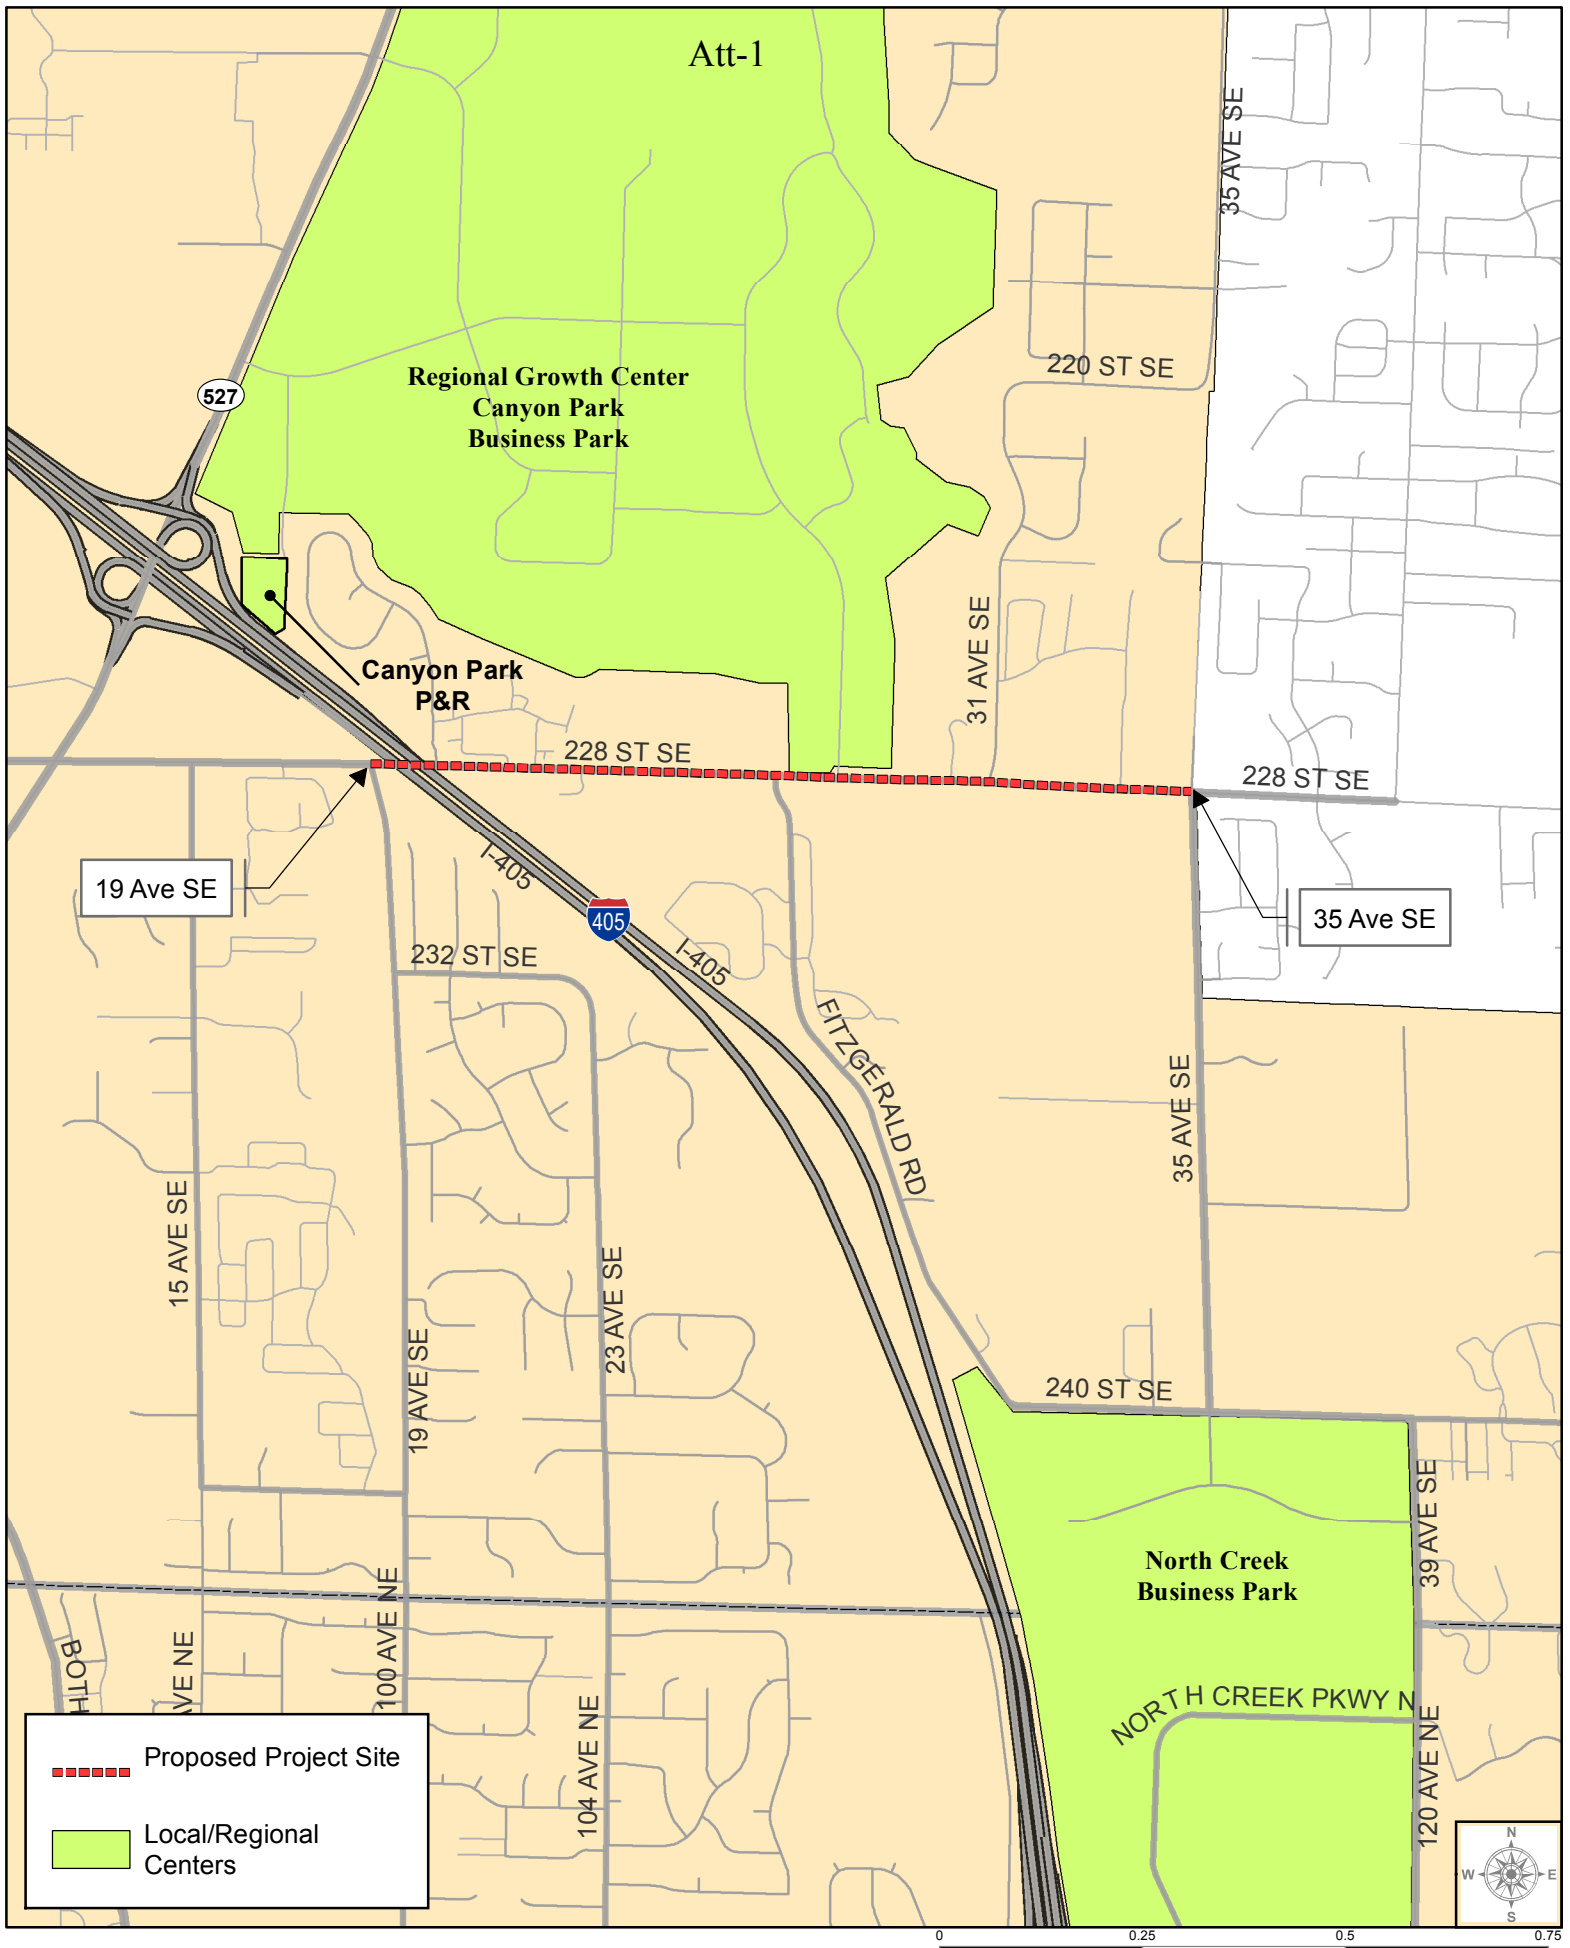 Att-1
35 AVE SE
220 ST SE
527
Regional Growth Center
Canyon Park
Business Park
31 AVE SE
Canyon Park
P&R
228 ST SE
228 ST SE
19 Ave SE
35 Ave SE
I-405
405
I-405
232 ST SE
FITZGERALD RD
35 AVE SE
15 AVE SE
23 AVE SE
19 AVE SE
240 ST SE
39 AVE SE
North Creek
Business Park
100 AVE NE
BOTH
AVE NE
104 AVE NE
NORTH CREEK PKWY N
120 AVE NE
Proposed Project Site
Local/Regional
Centers
N
W E
S
0 0.25 0.5 0.75